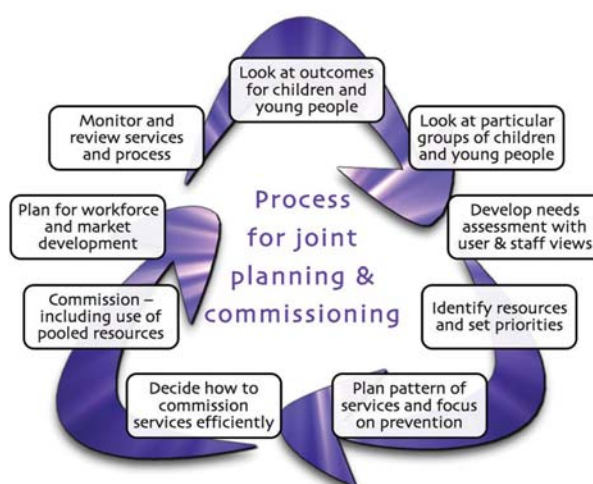 Look at outcomes
for children and
young people
Look at particular
groups of children
and young people
Develop needs
assessment with
user & staff views
Identify resources
and set priorities
Plan pattern of
services and focus
on prevention
Decide how to
commission
services efficiently
Commission –
including use of
pooled resources
Plan for workforce
and market
development
Monitor and
review services
and process
Process
for joint
planning &
commissioning